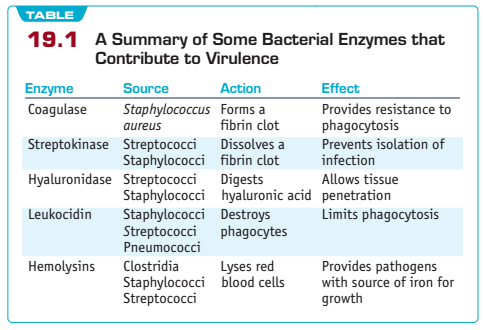 TABLE
19.1 A Summary of Some Bacterial Enzymes that
Contribute to Virulence
Enzyme Source Action Effect
Coagulase Staphylococcus Forms a Provides resistance to
aureus fibrin clot phagocytosis
Streptokinase Streptococci Dissolves a Prevents isolation of
Staphylococci fibrin clot infection
Hyaluronidase Streptococci Digests Allows tissue
Staphylococci hyaluronic acid penetration
Leukocidin Staphylococci Destroys Limits phagocytosis
Streptococci phagocytes
Pneumococci
Hemolysins Clostridia Lyses red Provides pathogens
Staphylococci blood cells with source of iron for
Streptococci growth